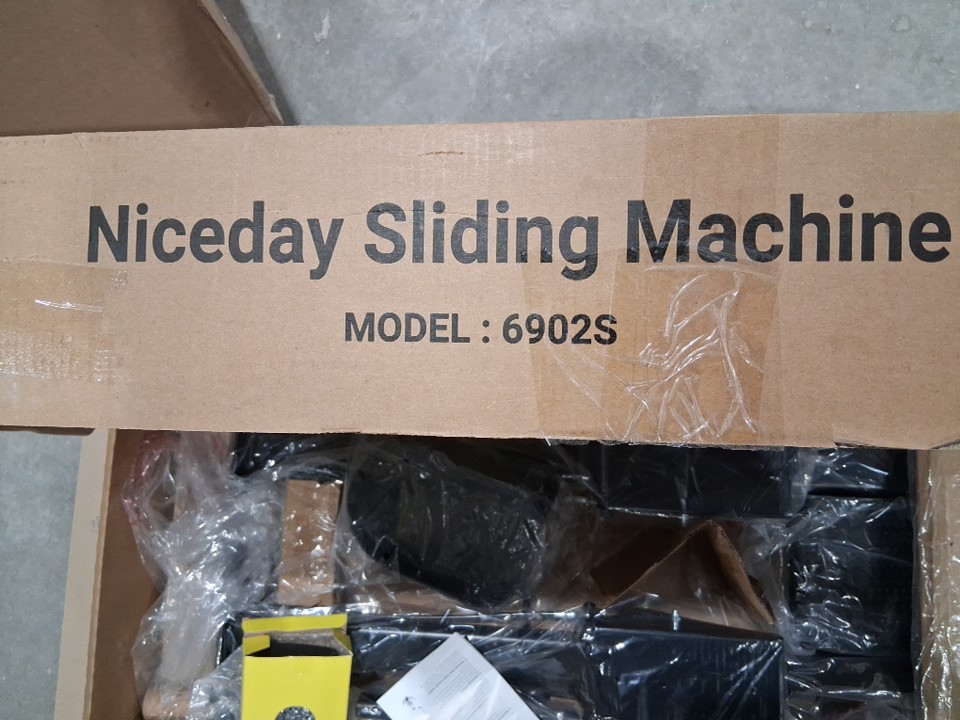 Niceday Sliding Machine
MODEL : 6902S